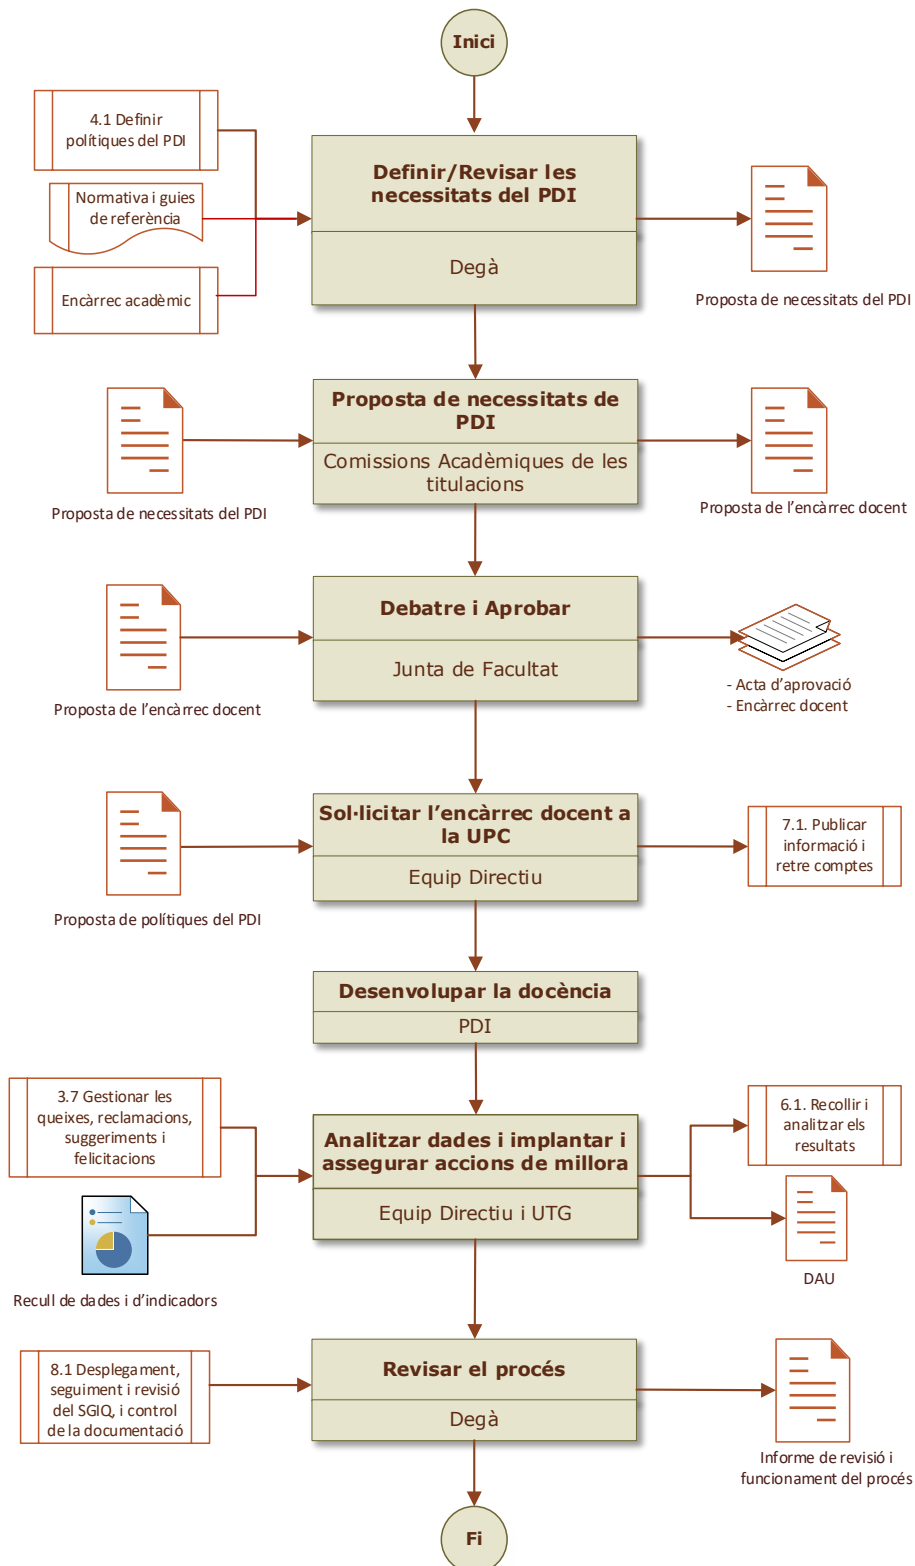 Inici
4.1 Definir
polítiques del PDI
Normativa i guies
de referència
Encàrrec acadèmic
Definir/Revisar les
necessitats del PDI
Degà
Proposta de necessitats del PDI
Proposta de necessitats del PDI
Proposta de necessitats de
PDI
Comissions Acadèmiques de les
titulacions
Proposta de l’encàrrec docent
Proposta de l’encàrrec docent
Debatre i Aprobar
Junta de Facultat
- Acta d’aprovació
- Encàrrec docent
Proposta de polítiques del PDI
Sol·licitar l’encàrrec docent a
la UPC
Equip Directiu
7.1. Publicar
informació i
retre comptes
Desenvolupar la docència
PDI
3.7 Gestionar les
queixes, reclamacions,
suggeriments i
felicitacions
Recull de dades i d’indicadors
Analitzar dades i implantar i
assegurar accions de millora
Equip Directiu i UTG
6.1. Recollir i
analitzar els
resultats
DAU
8.1 Desplegament,
seguiment i revisió
del SGIQ, i control
de la documentació
Revisar el procés
Degà
Informe de revisió i
funcionament del procés
Fi